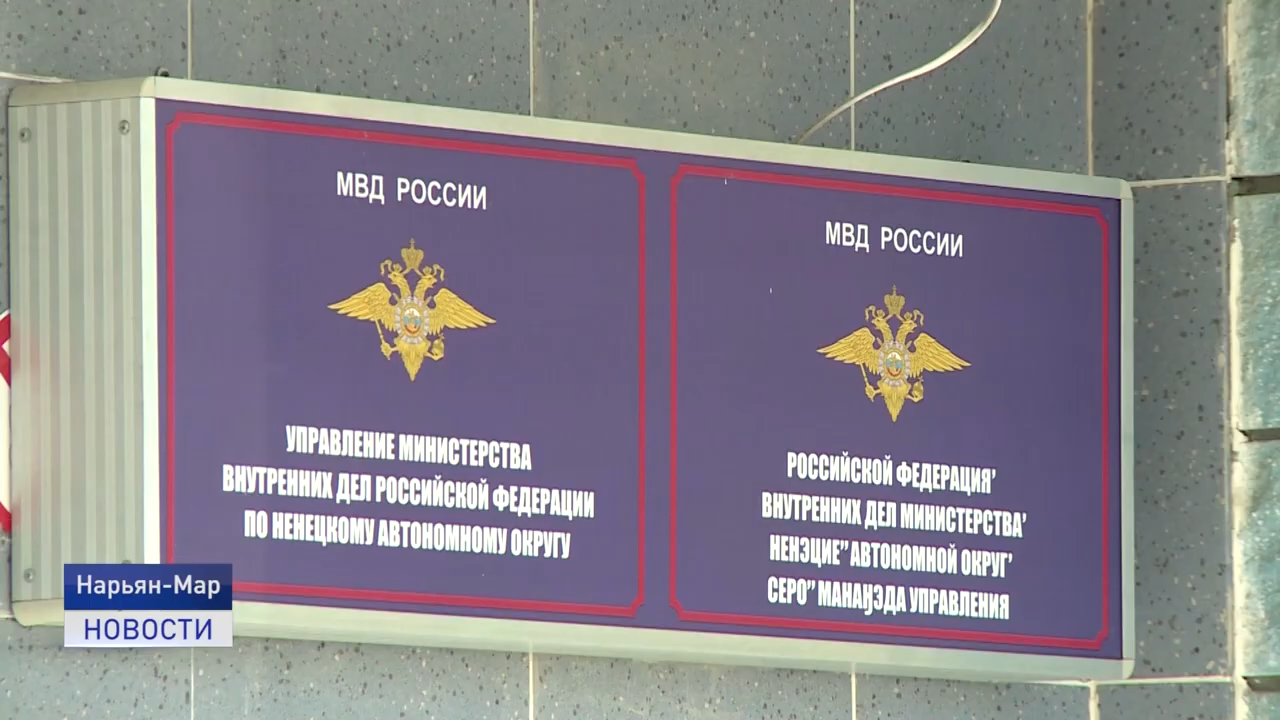 МВД РОССИИ
УПРАВЛЕНИЕ МИНИСТЕРСТВА
ВНУТРЕННИХ ДЕЛ РОССИЙСКОЙ ФЕДЕРАЦИИ
ПО НЕНЕЦКОМУ АВТОНОМНОМУ ОКРУГУ
МВД РОССИИ
РОССИЙСКОЙ ФЕДЕРАЦИЯ’
ВНУТРЕННИХ ДЕЛ МИНИСТЕРСТВА’
НЕНЭЦИЕ” АВТОНОМНОЙ ОКРУГ’
СЕРО” МАНАӇЭДА УПРАВЛЕНИЯ
Нарьян-Мар
НОВОСТИ